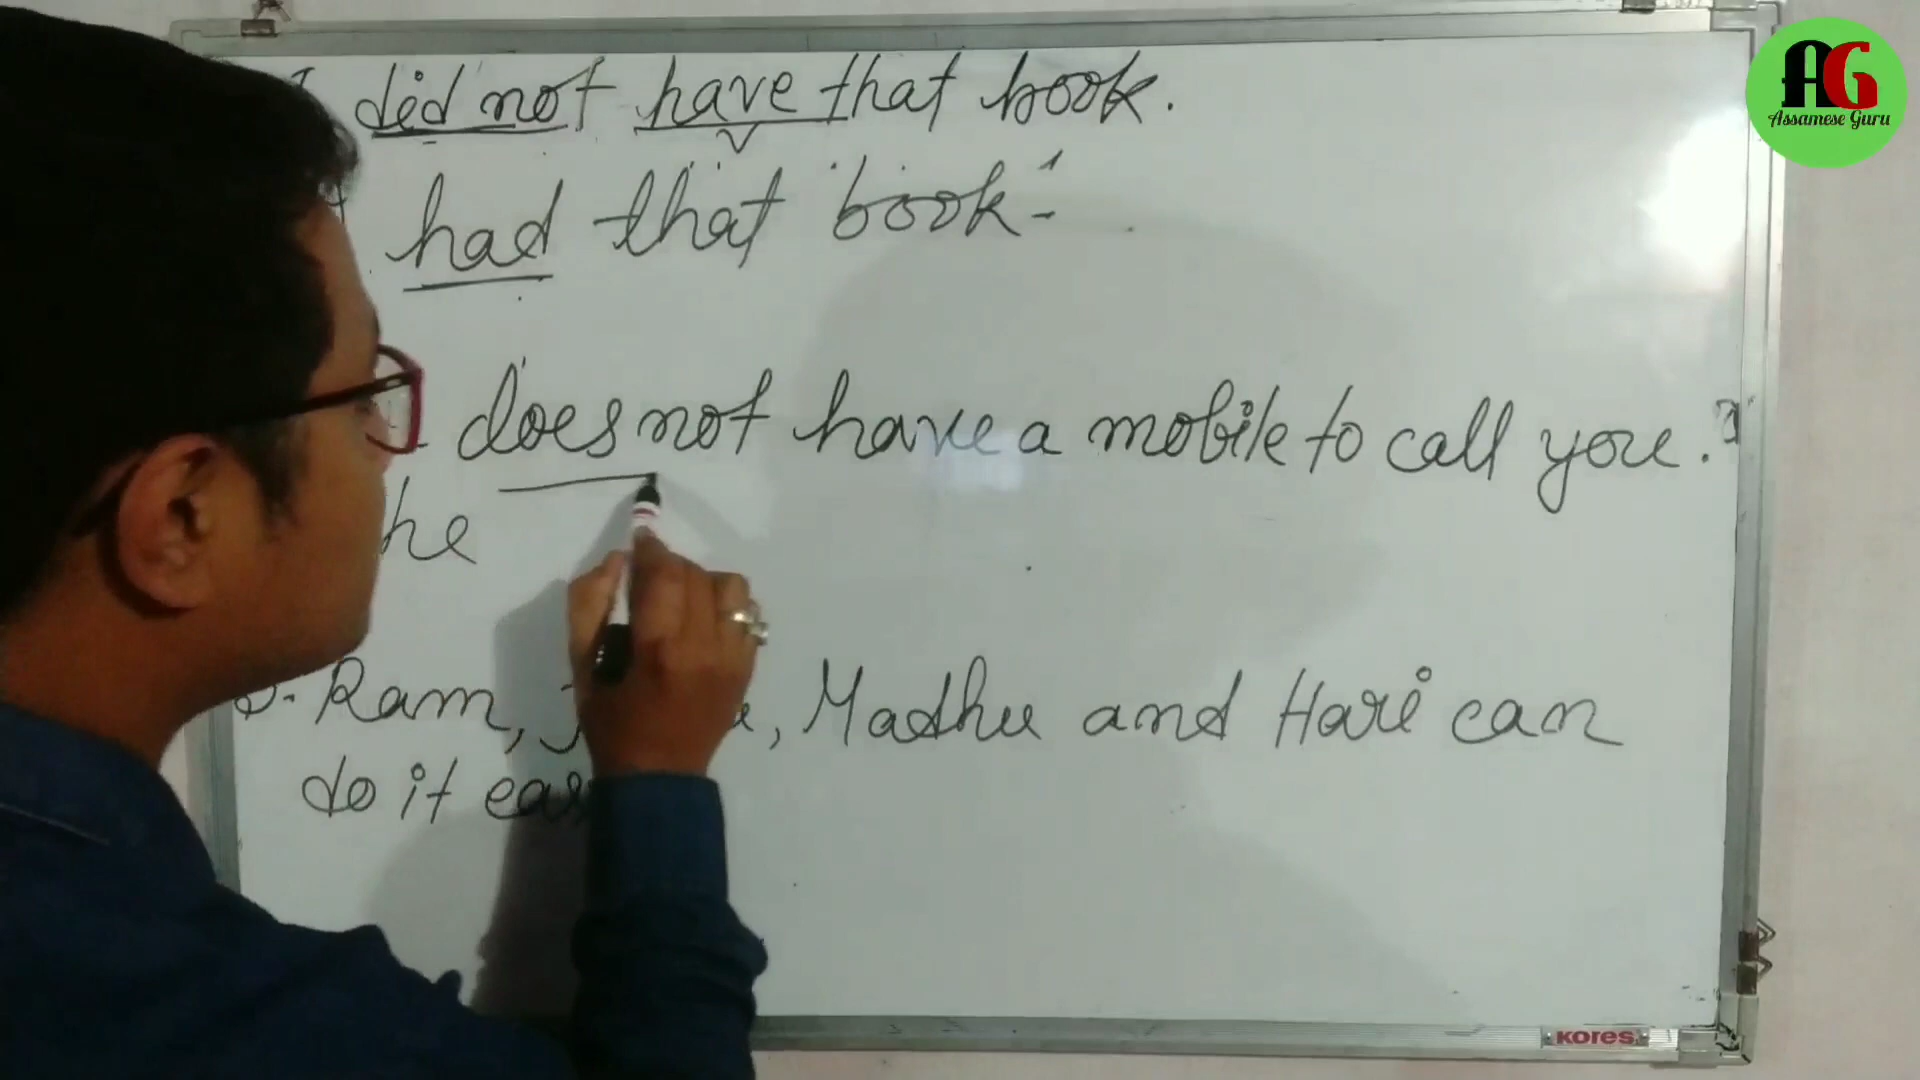 did not have that book.
AG
Assamese Guru
had that book.
does not have a mobile to call you.
he
Ram, Madhu and Hari can
do it
KORES